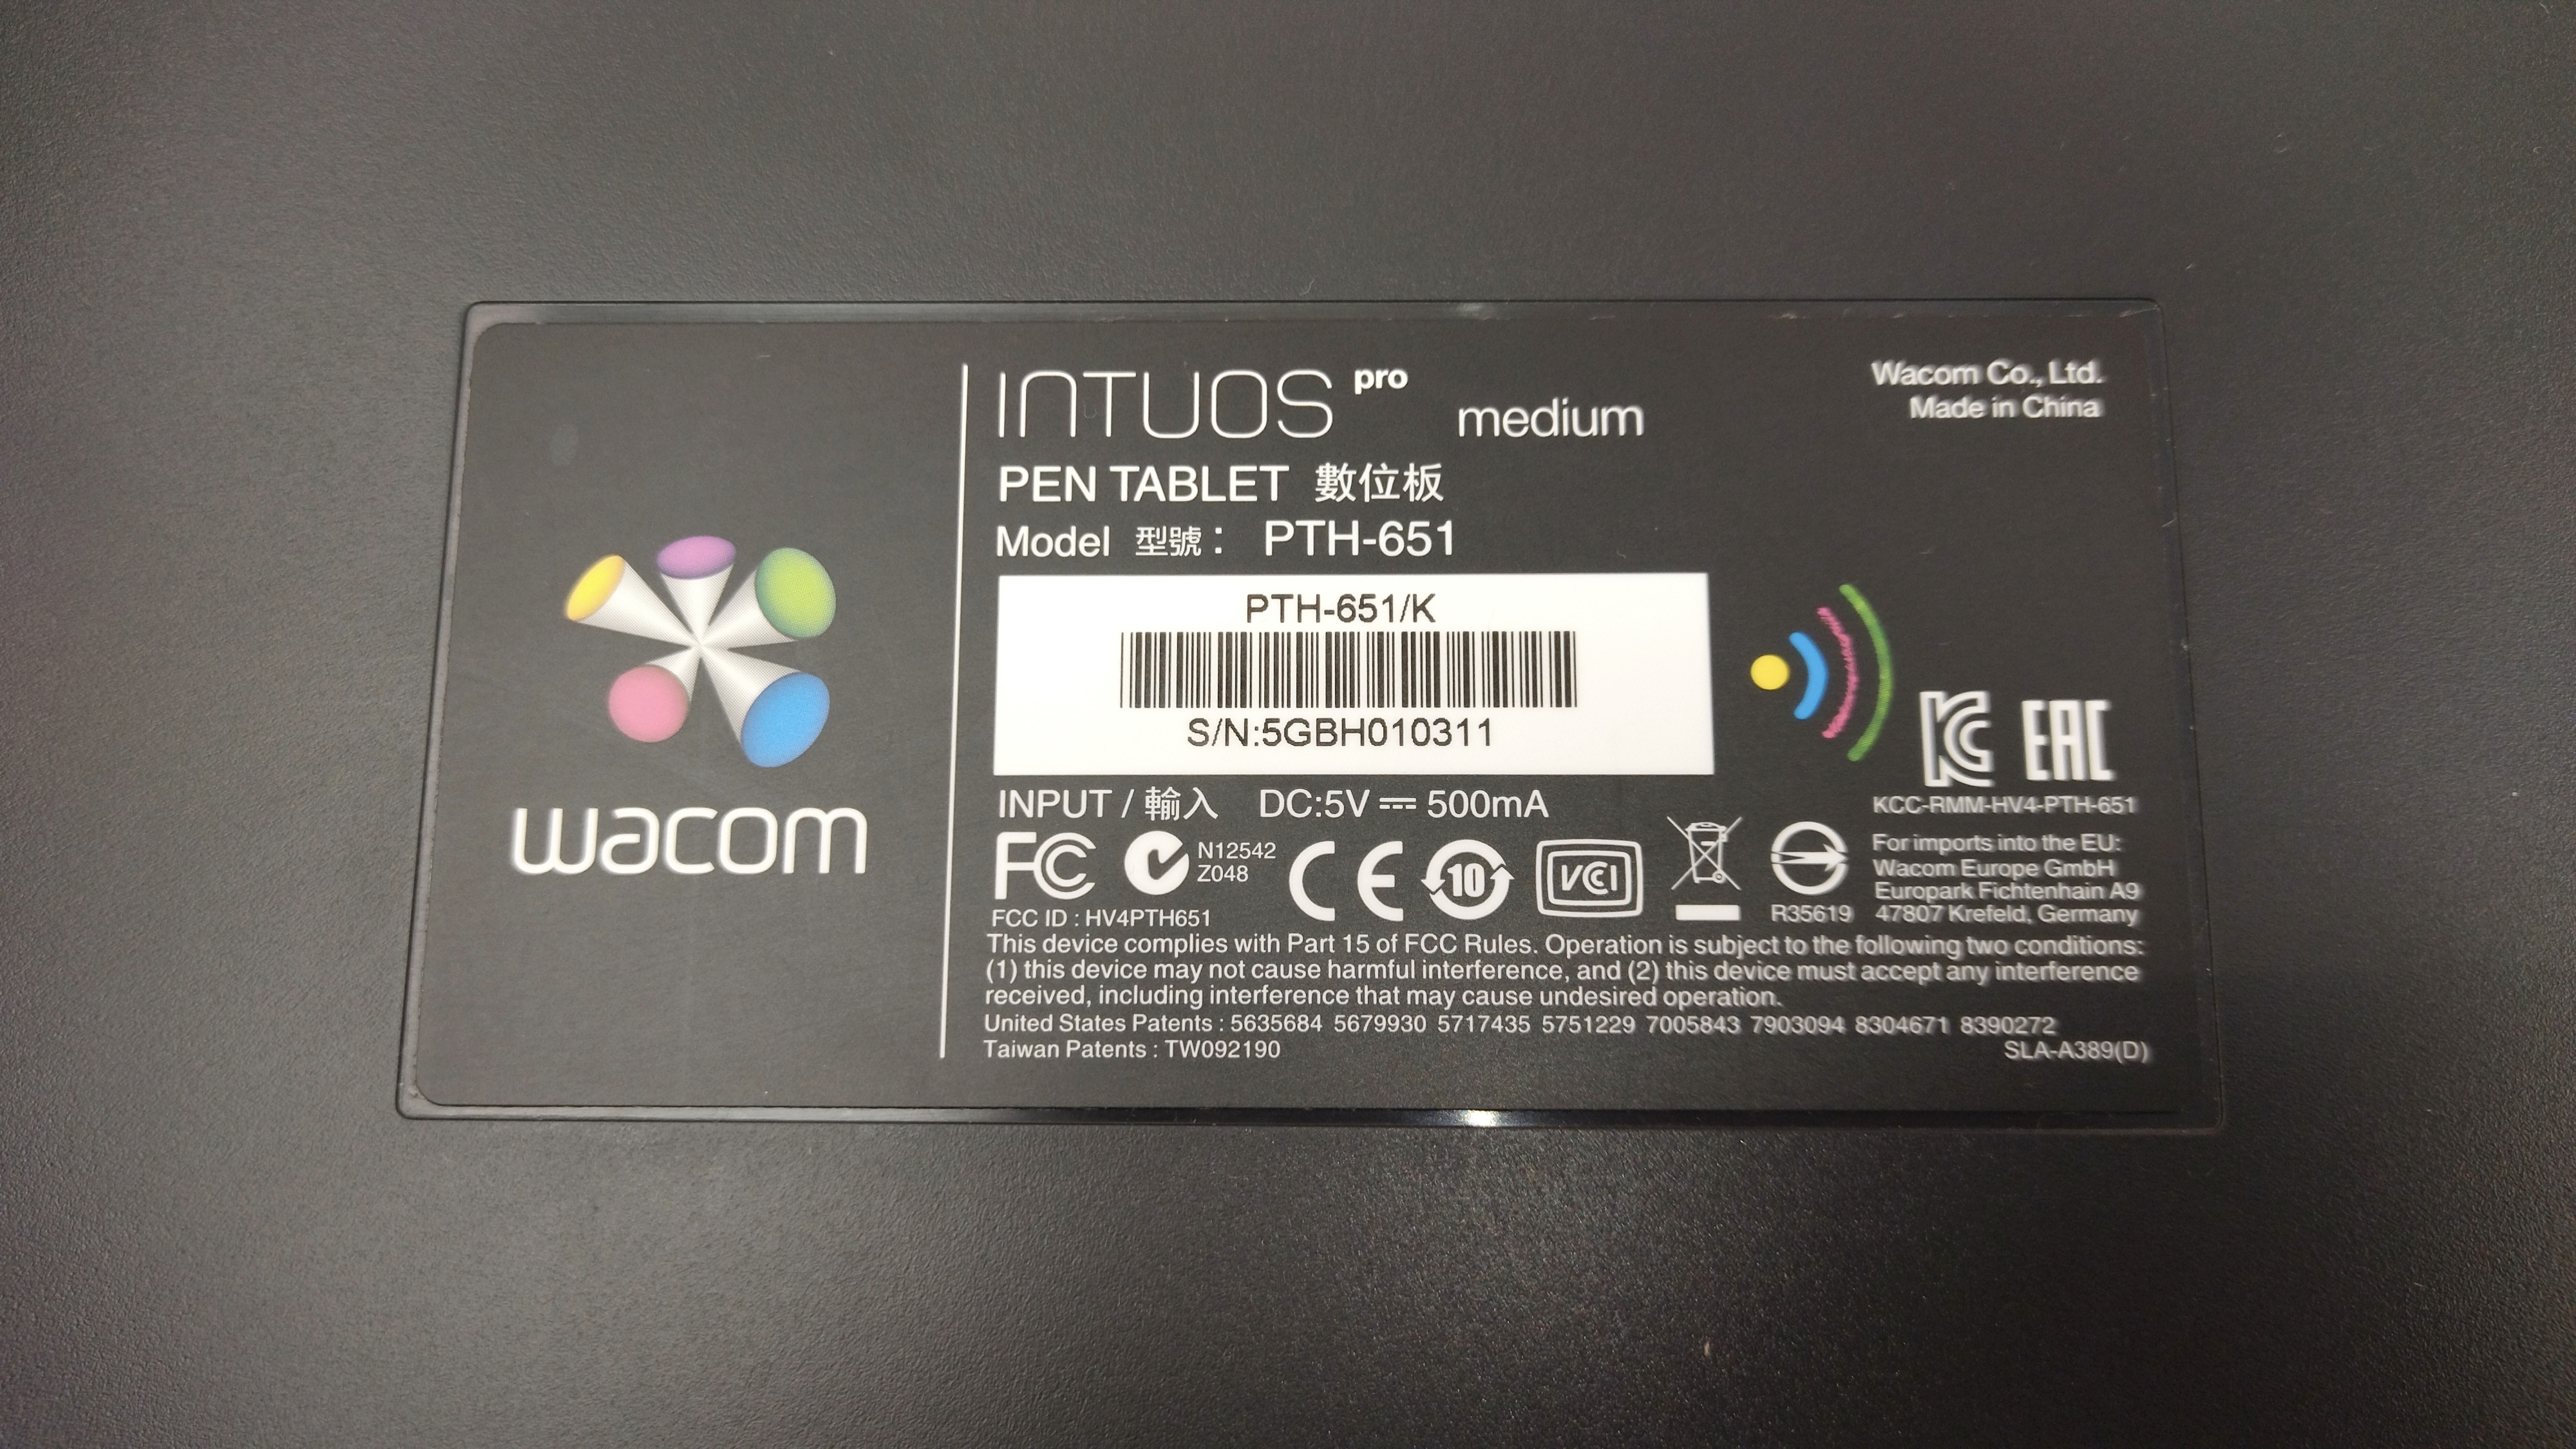 INTUOS pro medium
Wacom Co., Ltd.
Made in China
PEN TABLET 數位板
Model 型號： PTH-651
PTH-651/K
S/N:5GBH010311
wacom
INPUT / 輸入 DC:5V ⎓ 500mA
KC EAC
KCC-RMM-HV4-PTH-651
FC N12542
Z048
CE 10 VCCI
R35619
FCC ID : HV4PTH651
For imports into the EU:
Wacom Europe GmbH
Europark Fichtenhain A9
47807 Krefeld, Germany
This device complies with Part 15 of FCC Rules. Operation is subject to the following two conditions:
(1) this device may not cause harmful interference, and (2) this device must accept any interference
received, including interference that may cause undesired operation.
United States Patents : 5635684 5679930 5717435 5751229 7005843 7903094 8304671 8390272
Taiwan Patents : TW092190
SLA-A389(D)